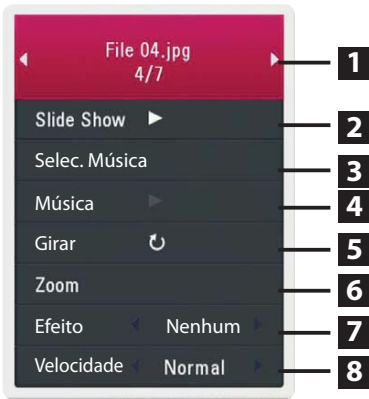 File 04.jpg
4/7
1
Slide Show
2
Selec. Música
3
Música
4
Girar
5
Zoom
6
Efeito Nenhum
7
Velocidade Normal
8